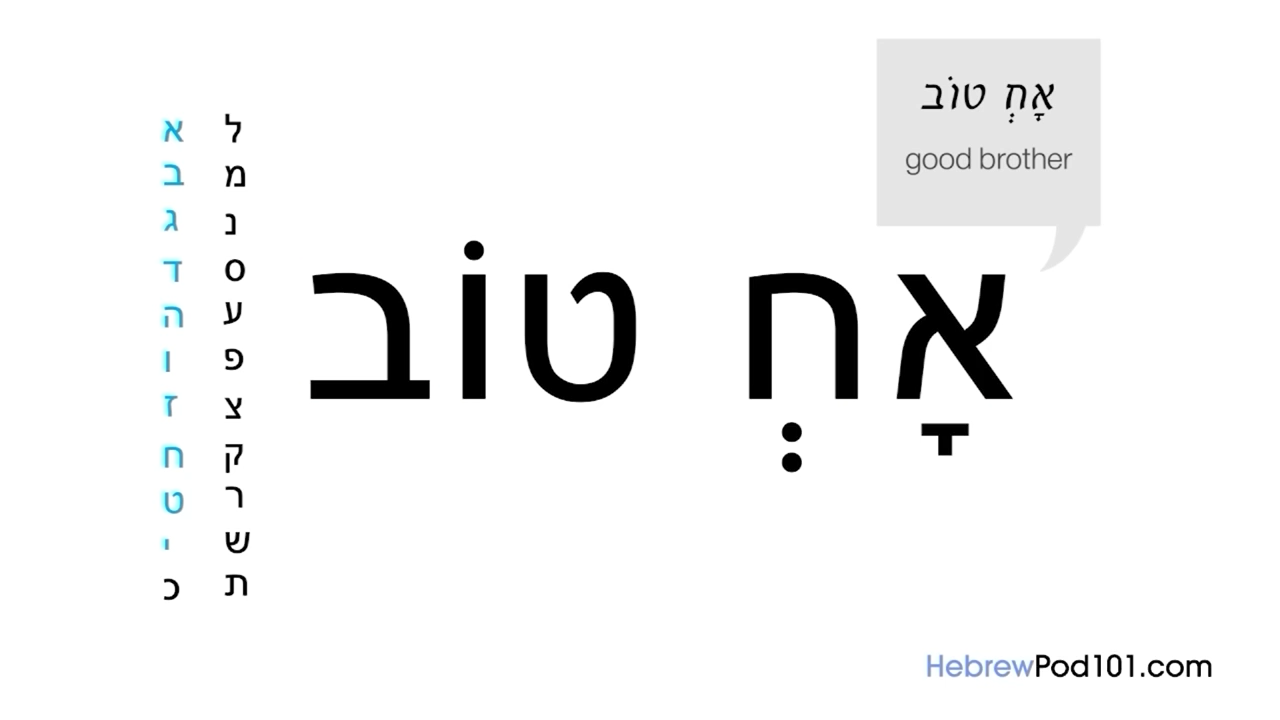 אָחְ טוֹב
good brother
א ל
ב מ
ג נ
ד ס
ה ע
ו פ
ז צ
ח ק
ט ר
י ש
כ ת
אָחְ טוֹב
HebrewPod101.com